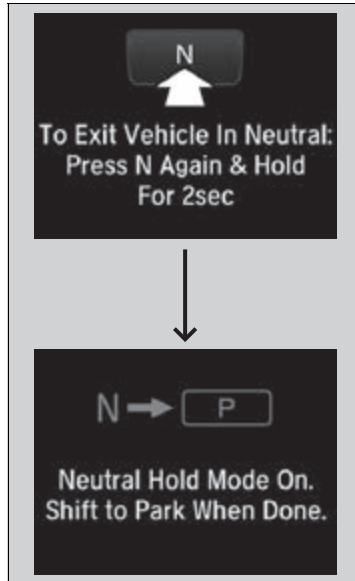 N
To Exit Vehicle In Neutral:
Press N Again & Hold
For 2sec
N P
Neutral Hold Mode On.
Shift to Park When Done.